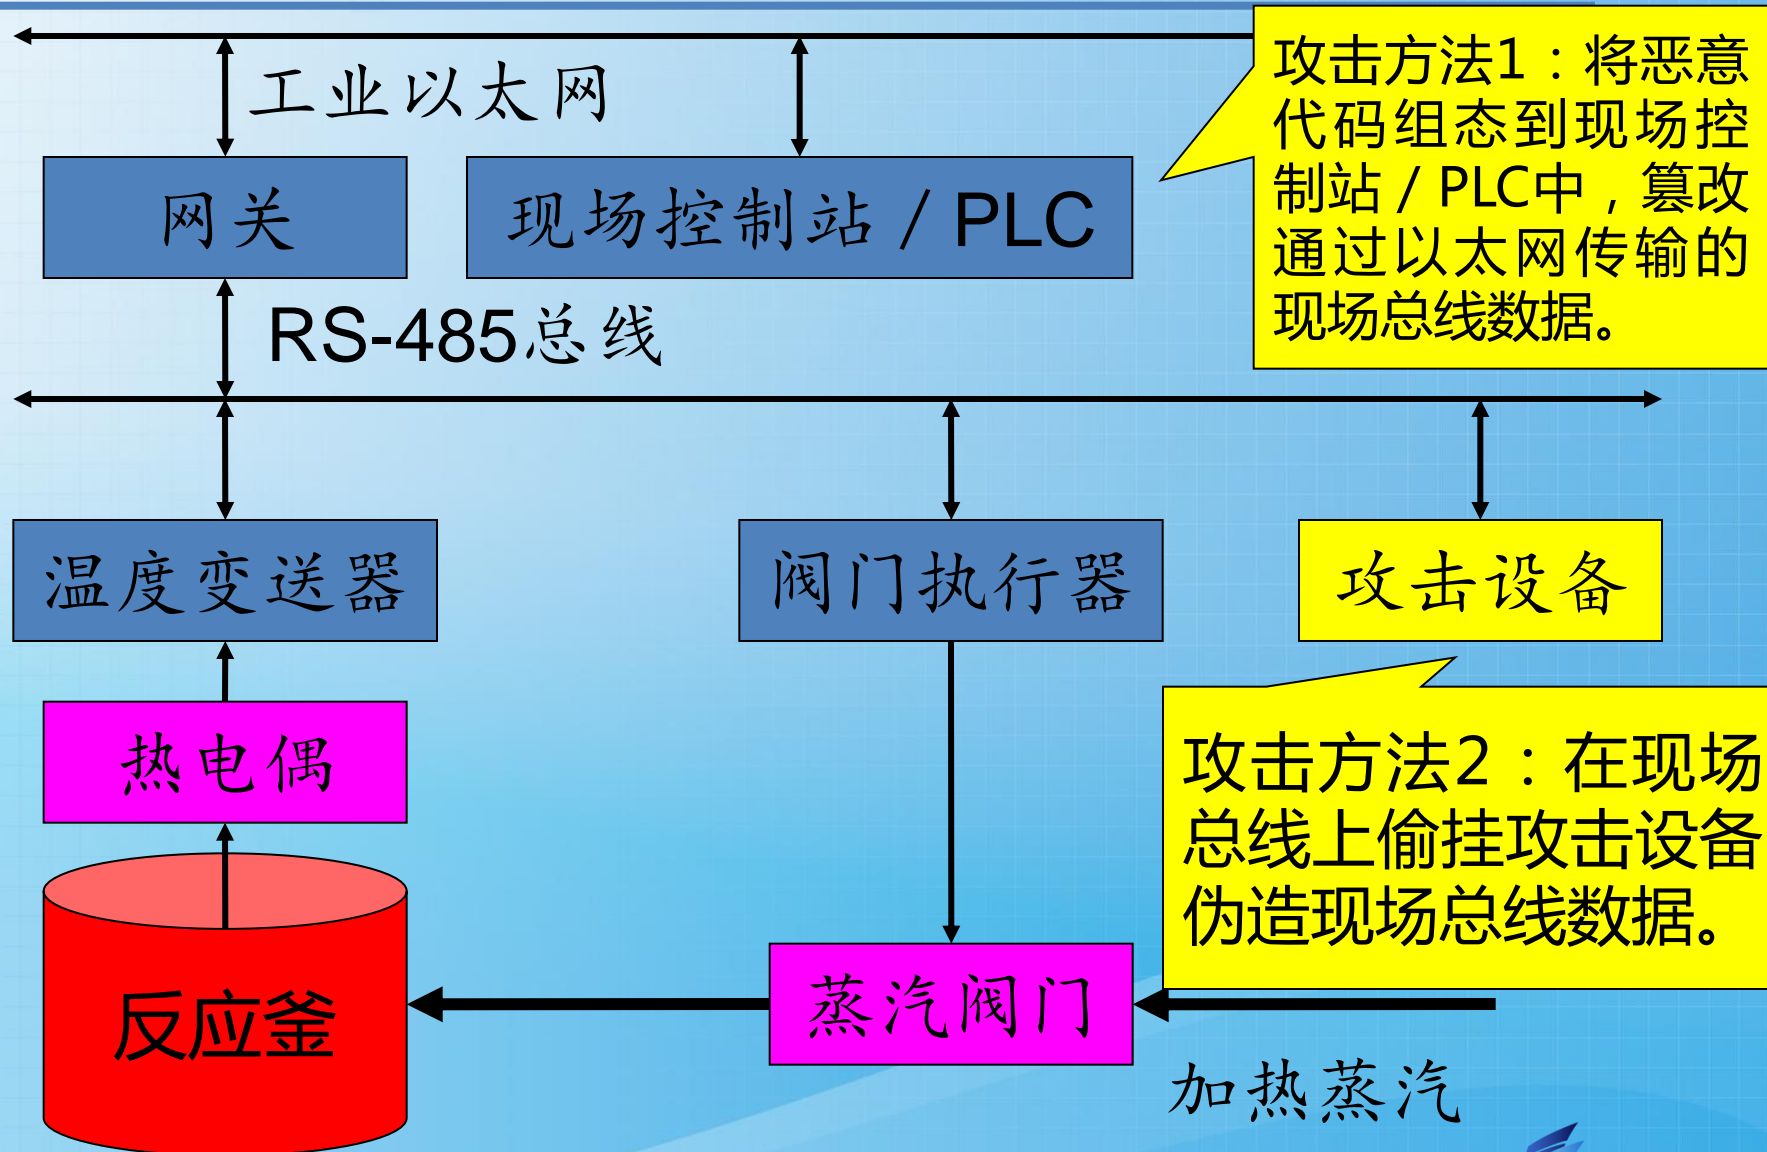 工业以太网
攻击方法1：将恶意
代码组态到现场控
制站／PLC中，篡改
通过以太网传输的
现场总线数据。
网关
现场控制站／PLC
RS-485总线
温度变送器
阀门执行器
攻击设备
热电偶
攻击方法2：在现场
总线上偷挂攻击设备
伪造现场总线数据。
反应釜
蒸汽阀门
加热蒸汽